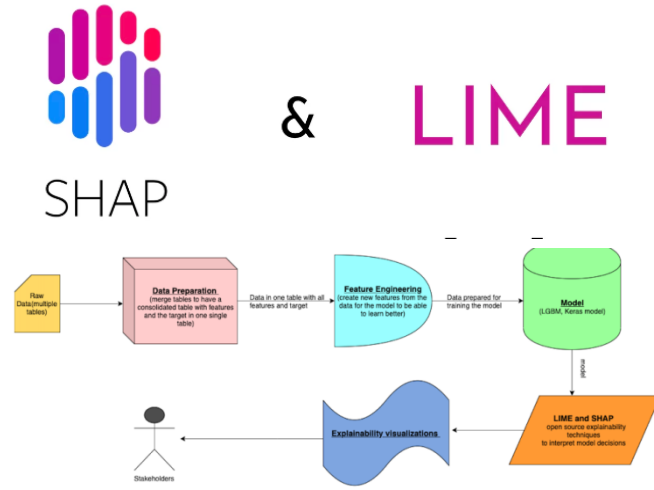 SHAP
&
LIME
Raw
Data(multiple
tables)
Data Preparation
(merge tables to have a
consolidated table with features
and the target in one single
table)
Data in one table with all
features and target
Feature Engineering
(create new features from the
data for the model to be able
to learn better)
Data prepared for
training the model
Model
(LGBM, Keras model)
model
LIME and SHAP
open source explainability
techniques
to interpret model decisions
Explainability visualizations
Stakeholders